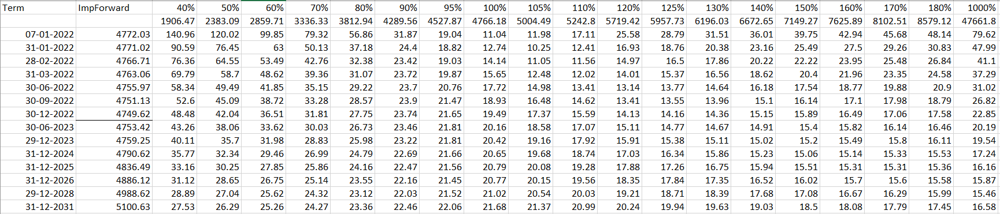 Term ImpForward 40% 50% 60% 70% 80% 90% 95% 100% 105% 110% 120% 125% 130% 140% 150% 160% 170% 180% 1000%
1906.47 2383.09 2859.71 3336.33 3812.94 4289.56 4527.87 4766.18 5004.49 5242.8 5719.42 5957.73 6196.03 6672.65 7149.27 7625.89 8102.51 8579.12 47661.8
07-01-2022 4772.03 140.96 120.02 99.85 79.32 56.86 31.87 19.04 11.04 11.98 17.11 25.58 28.79 31.51 36.01 39.75 42.94 45.68 48.14 79.62
31-01-2022 4771.02 90.59 76.45 63 50.13 37.18 24.4 18.82 12.74 10.25 12.41 16.93 18.76 20.38 23.16 25.49 27.5 29.26 30.83 47.99
28-02-2022 4766.71 76.36 64.55 53.49 42.76 32.38 23.42 19.03 14.14 11.05 11.56 14.97 16.5 17.86 20.22 22.22 23.95 25.48 26.84 41.1
31-03-2022 4763.06 69.79 58.7 48.62 39.36 31.07 23.72 19.87 15.65 12.48 12.02 14.01 15.37 16.56 18.62 20.4 21.96 23.35 24.58 37.29
30-06-2022 4755.97 58.34 49.49 41.85 35.15 29.22 23.7 20.76 17.72 14.98 13.41 13.14 13.77 14.64 16.18 17.54 18.77 19.88 20.9 31.02
30-09-2022 4751.13 52.6 45.09 38.72 33.28 28.57 23.9 21.47 18.93 16.48 14.62 13.41 13.55 13.96 15.1 16.14 17.1 17.98 18.79 26.82
30-12-2022 4749.62 48.48 42.04 36.51 31.81 27.75 23.74 21.65 19.49 17.37 15.59 14.13 14.16 14.36 15.15 15.89 16.49 17.06 17.58 22.85
30-06-2023 4753.42 43.26 38.06 33.62 30.03 26.73 23.46 21.81 20.16 18.58 17.07 15.11 14.77 14.67 14.91 15.4 15.82 16.14 16.46 20.19
29-12-2023 4759.25 40.11 35.7 31.98 28.83 25.98 23.22 21.81 20.42 19.16 17.92 15.91 15.38 15.11 15.02 15.2 15.49 15.8 16.11 19.54
31-12-2024 4790.62 35.77 32.34 29.46 26.99 24.79 22.69 21.66 20.65 19.68 18.74 17.03 16.34 15.86 15.23 15.06 15.14 15.33 15.53 17.24
31-12-2025 4836.49 33.16 30.25 27.85 25.86 24.16 22.47 21.56 20.79 20.08 19.28 17.88 17.26 16.75 15.94 15.51 15.31 15.31 15.36 16.16
31-12-2026 4886.12 31.12 28.65 26.75 25.14 23.55 22.16 21.45 20.77 20.15 19.56 18.35 17.84 17.35 16.52 16.02 15.7 15.6 15.58 15.87
29-12-2028 4988.62 28.89 27.04 25.62 24.32 23.12 22.03 21.52 21.02 20.54 20.03 19.21 18.71 18.39 17.68 17.08 16.67 16.29 15.99 15.46
31-12-2031 5100.63 27.53 26.29 25.26 24.27 23.36 22.46 22.06 21.68 21.37 20.99 20.24 19.94 19.63 19.03 18.5 18.08 17.79 17.45 16.58